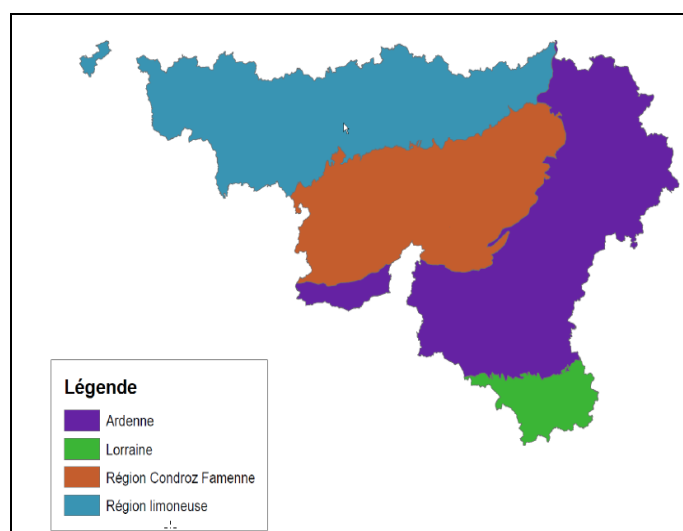 Légende
Ardenne
Lorraine
Région Condroz Famenne
Région limoneuse